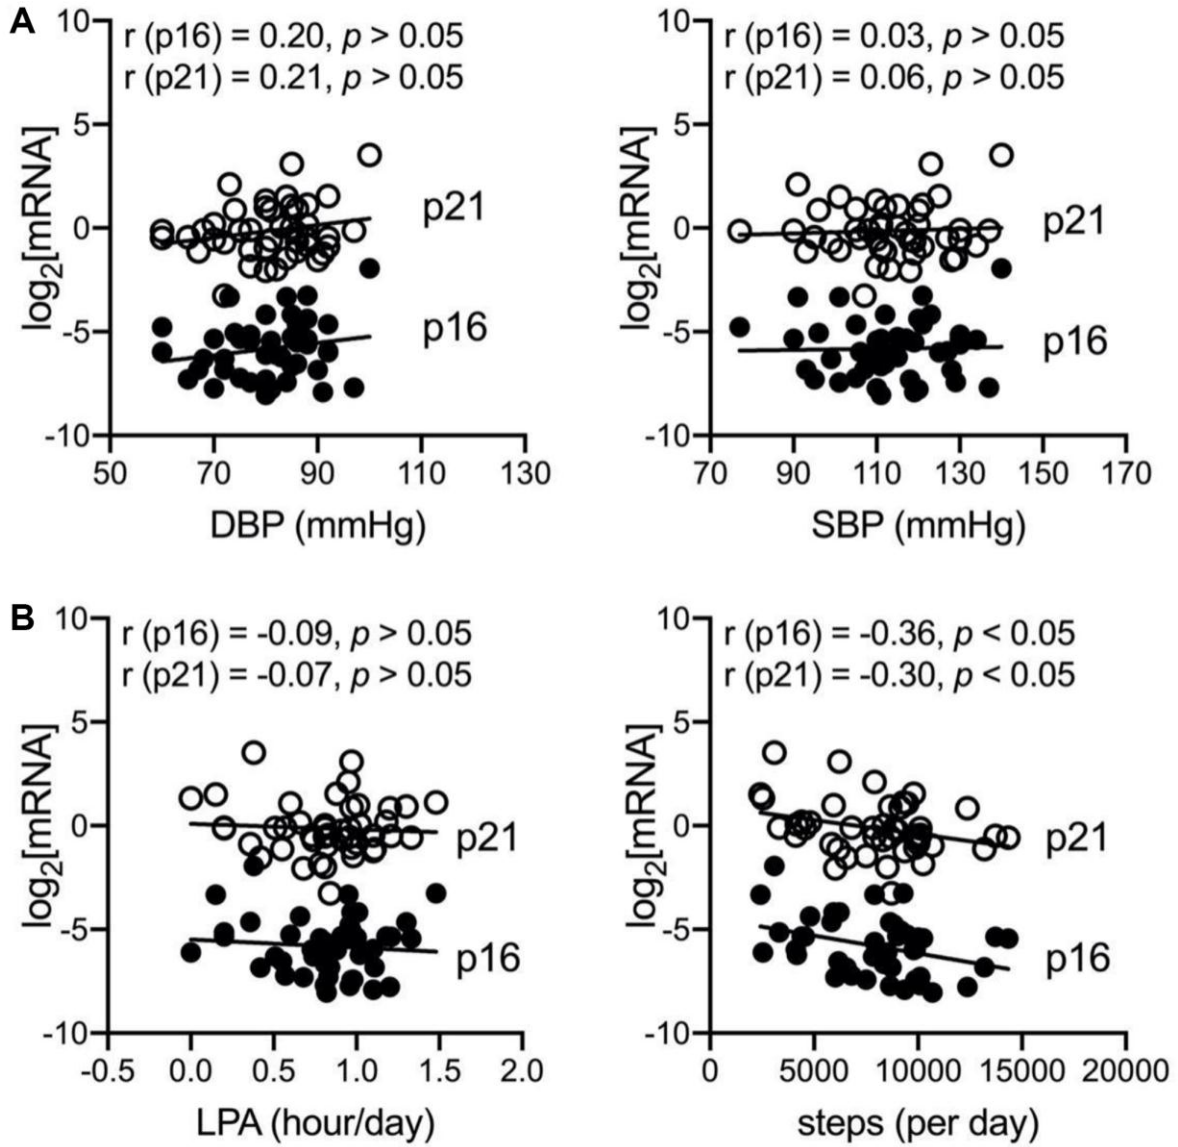 A
r (p16) = 0.20, p > 0.05
r (p21) = 0.21, p > 0.05
log2[mRNA]
10
5
0
-5
-10
p21
p16
50 70 90 110 130
DBP (mmHg)
r (p16) = 0.03, p > 0.05
r (p21) = 0.06, p > 0.05
log2[mRNA]
10
5
0
-5
-10
p21
p16
70 90 110 130 150 170
SBP (mmHg)
B
r (p16) = -0.09, p > 0.05
r (p21) = -0.07, p > 0.05
log2[mRNA]
10
5
0
-5
-10
p21
p16
-0.5 0.0 0.5 1.0 1.5 2.0
LPA (hour/day)
r (p16) = -0.36, p < 0.05
r (p21) = -0.30, p < 0.05
log2[mRNA]
10
5
0
-5
-10
p21
p16
0 5000 10000 15000 20000
steps (per day)